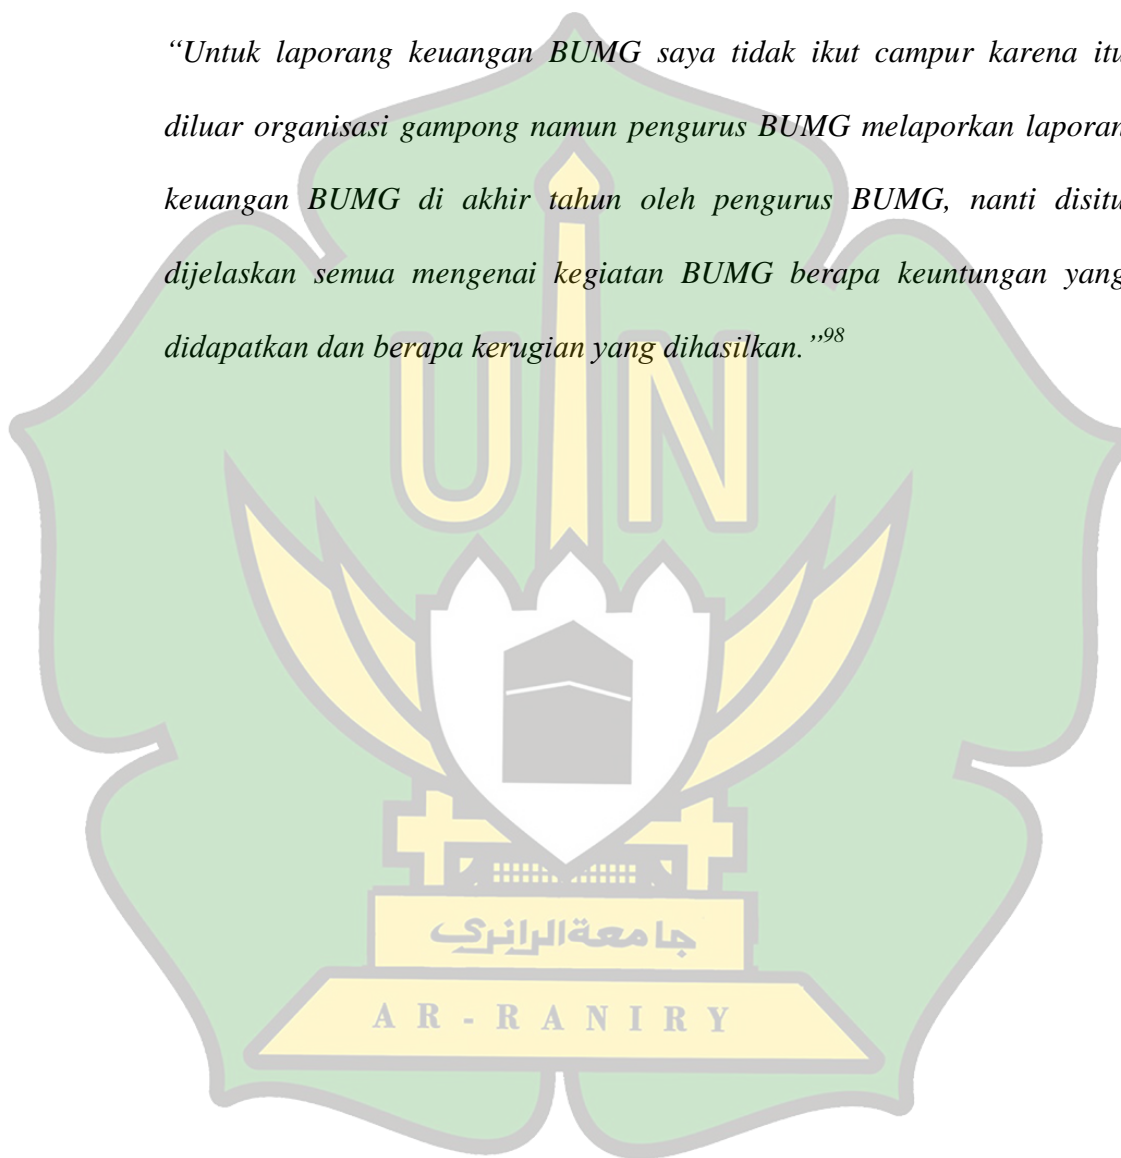 “Untuk laporang keuangan BUMG saya tidak ikut campur karena itu
diluar organisasi gampong namun pengurus BUMG melaporkan laporan
keuangan BUMG di akhir tahun oleh pengurus BUMG, nanti disitu
dijelaskan semua mengenai kegiatan BUMG berapa keuntungan yang
didapatkan dan berapa kerugian yang dihasilkan.”98
UIN
جامعةالرانري
AR-RANIRY